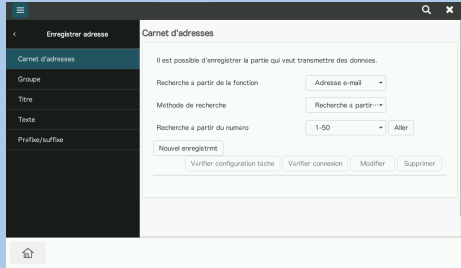 Enregistrer adresse
Carnet d'adresses
Groupe
Titre
Texte
Préfixe/suffixe
Carnet d'adresses
Il est possible d'enregistrer la partie qui veut transmettre des données.
Recherche à partir de la fonction
Adresse e-mail
Méthode de recherche
Recherche à partir···
Recherche à partir du numéro
1-50
Aller
Nouvel enregistrmt
Vérifier configuration tâche
Vérifier connexion
Modifier
Supprimer